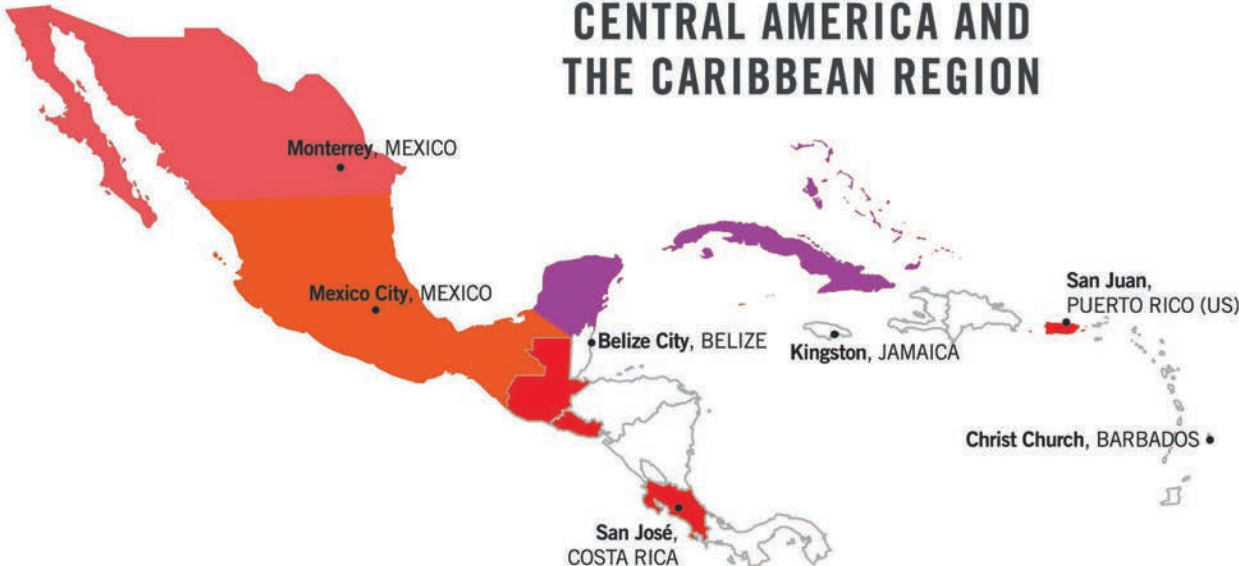 CENTRAL AMERICA AND
THE CARIBBEAN REGION
Monterrey, MEXICO
Mexico City, MEXICO
San Juan,
PUERTO RICO (US)
Belize City, BELIZE
Kingston, JAMAICA
Christ Church, BARBADOS
San José,
COSTA RICA